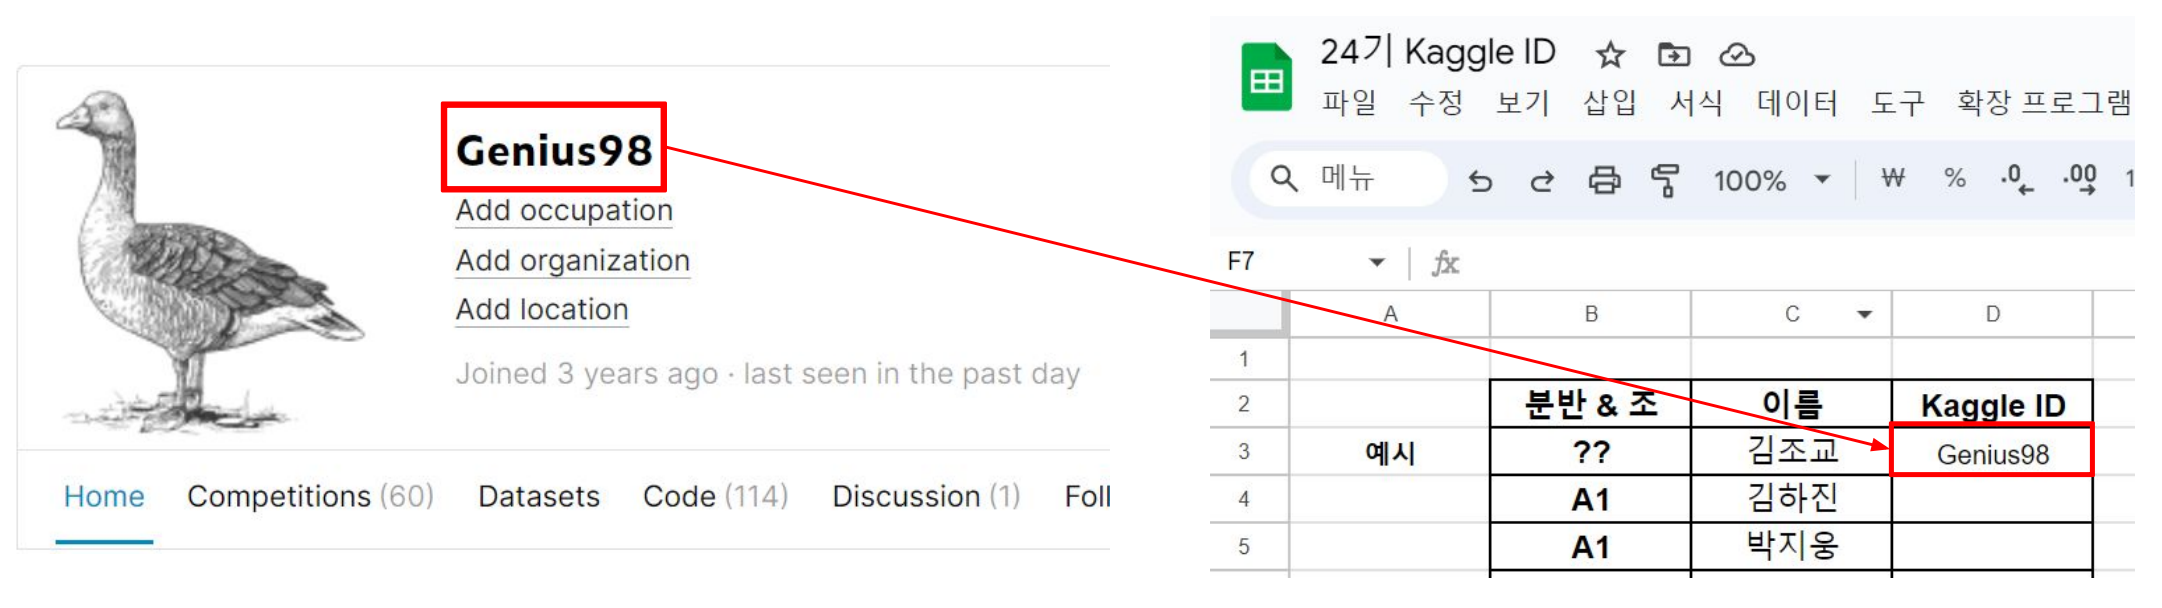 Genius98
Add occupation
Add organization
Add location
Joined 3 years ago · last seen in the past day
Home Competitions (60) Datasets Code (114) Discussion (1) Foll
24기 Kaggle ID
파일 수정 보기 삽입 서식 데이터 도구 확장 프로그램
메뉴 100% ₩ % .0 .00 1
F7 fx
A B C D
1
2 분반 & 조 이름 Kaggle ID
3 예시 ?? 김조교 Genius98
4 A1 김하진
5 A1 박지웅